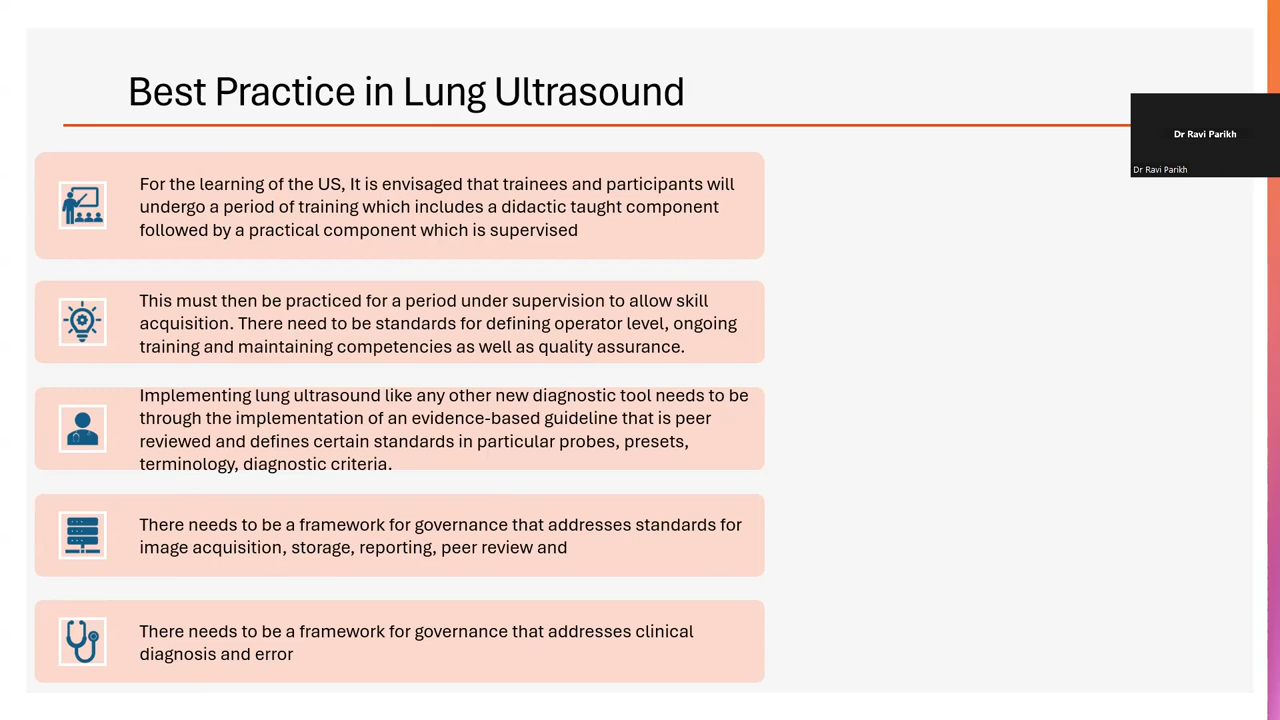 Best Practice in Lung Ultrasound
Dr Ravi Parikh
Dr Ravi Parikh
For the learning of the US, It is envisaged that trainees and participants will
undergo a period of training which includes a didactic taught component
followed by a practical component which is supervised
This must then be practiced for a period under supervision to allow skill
acquisition. There need to be standards for defining operator level, ongoing
training and maintaining competencies as well as quality assurance.
Implementing lung ultrasound like any other new diagnostic tool needs to be
through the implementation of an evidence-based guideline that is peer
reviewed and defines certain standards in particular probes, presets,
terminology, diagnostic criteria.
There needs to be a framework for governance that addresses standards for
image acquisition, storage, reporting, peer review and
There needs to be a framework for governance that addresses clinical
diagnosis and error